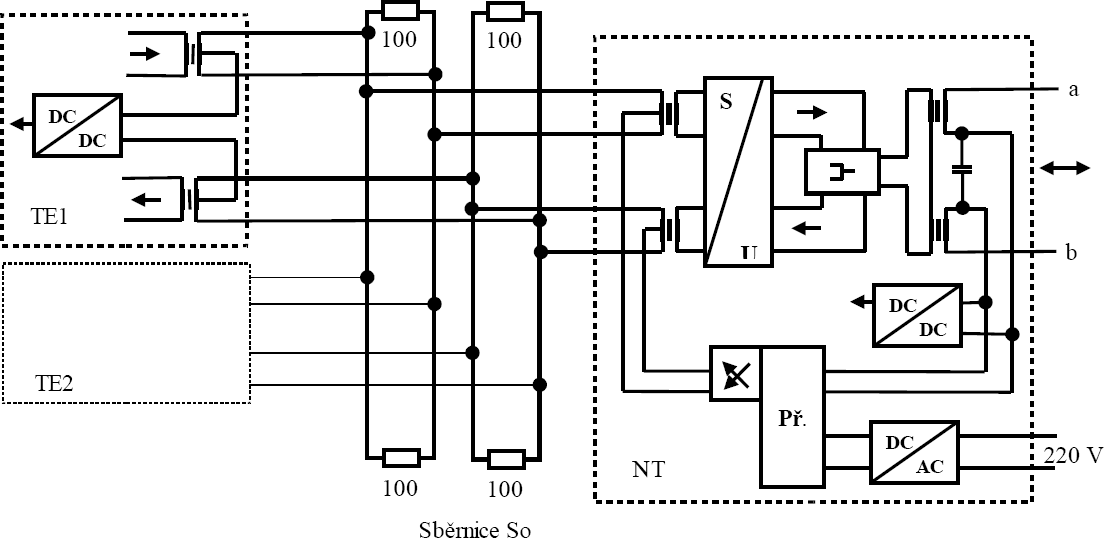 100
100
DC
DC
TE1
TE2
100
100
Sběrnice So
S
U
a
b
DC
DC
Př.
DC
AC
220 V
NT